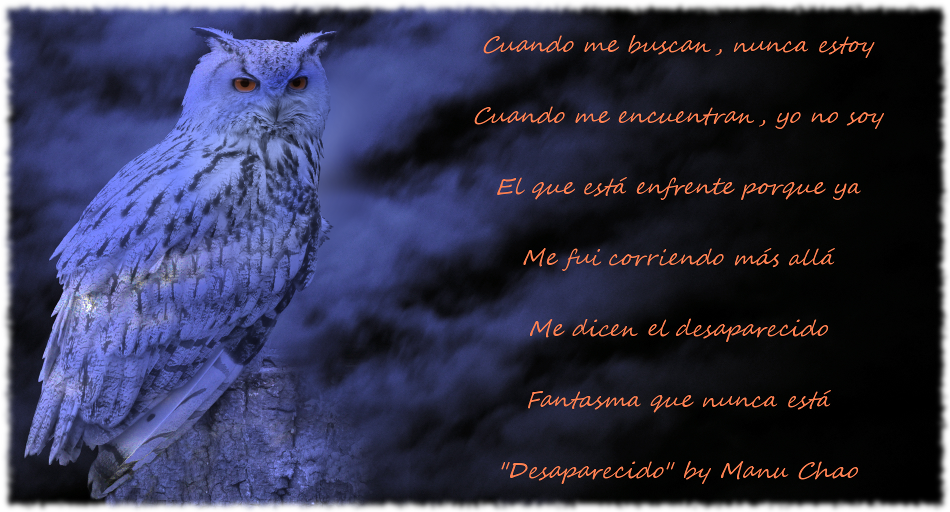 Cuando me buscan, nunca estoy
Cuando me encuentran, yo no soy
El que está enfrente porque ya
Me fui corriendo más allá
Me dicen el desaparecido
Fantasma que nunca está
"Desaparecido" by Manu Chao